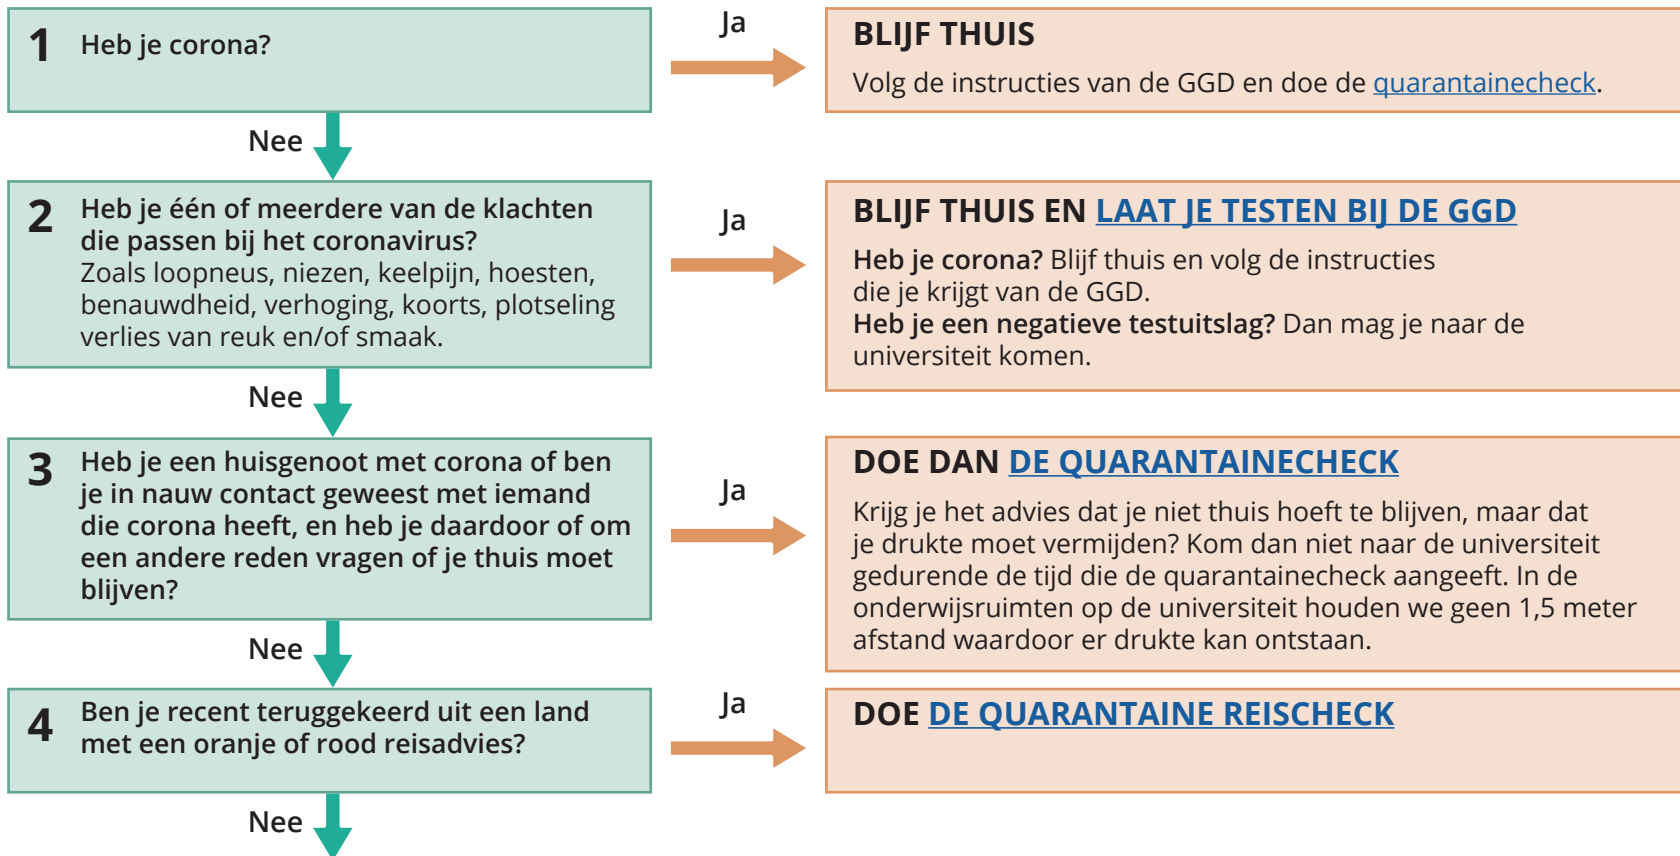 1 Heb je corona?
Ja
BLIJF THUIS
Volg de instructies van de GGD en doe de quarantainecheck.
Nee
2 Heb je één of meerdere van de klachten
die passen bij het coronavirus?
Zoals loopneus, niezen, keelpijn, hoesten,
benauwdheid, verhoging, koorts, plotseling
verlies van reuk en/of smaak.
Ja
BLIJF THUIS EN LAAT JE TESTEN BIJ DE GGD
Heb je corona? Blijf thuis en volg de instructies
die je krijgt van de GGD.
Heb je een negatieve testuitslag? Dan mag je naar de
universiteit komen.
Nee
3 Heb je een huisgenoot met corona of ben
je in nauw contact geweest met iemand
die corona heeft, en heb je daardoor of om
een andere reden vragen of je thuis moet
blijven?
Ja
DOE DAN DE QUARANTAINECHECK
Krijg je het advies dat je niet thuis hoeft te blijven, maar dat
je drukte moet vermijden? Kom dan niet naar de universiteit
gedurende de tijd die de quarantainecheck aangeeft. In de
onderwijsruimten op de universiteit houden we geen 1,5 meter
afstand waardoor er drukte kan ontstaan.
Nee
4 Ben je recent teruggekeerd uit een land
met een oranje of rood reisadvies?
Ja
DOE DE QUARANTAINE REISCHECK
Nee